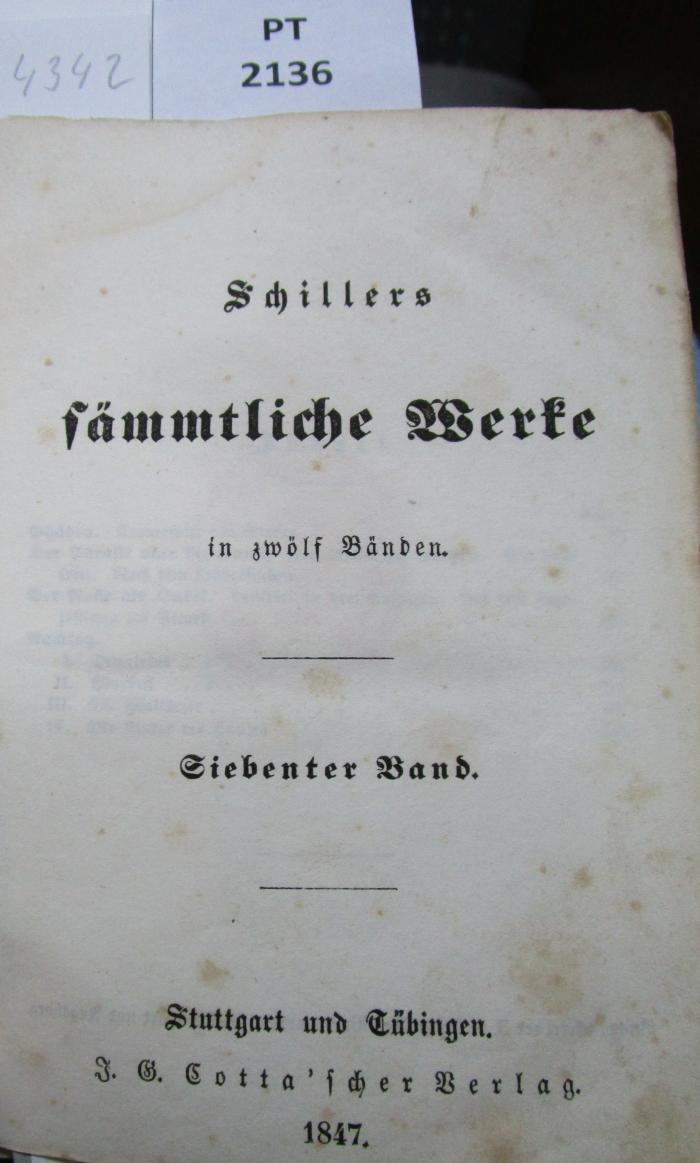 4342
PT
2136
Schillers
sämmtliche Werke
in zwölf Bänden.
Siebenter Band.
Stuttgart und Tübingen.
J. G. Cotta'scher Verlag.
1847.